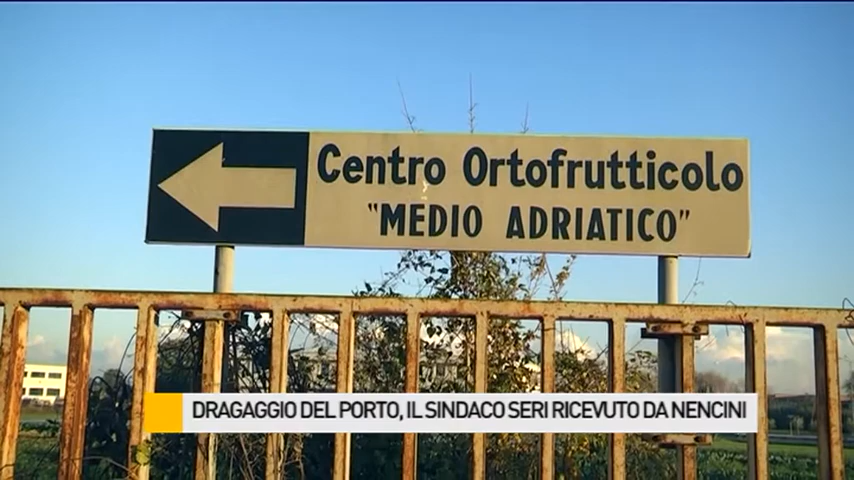 Centro Ortofrutticolo
"MEDIO ADRIATICO"
DRAGAGGIO DEL PORTO, IL SINDACO SERI RICEVUTO DA NENCINI